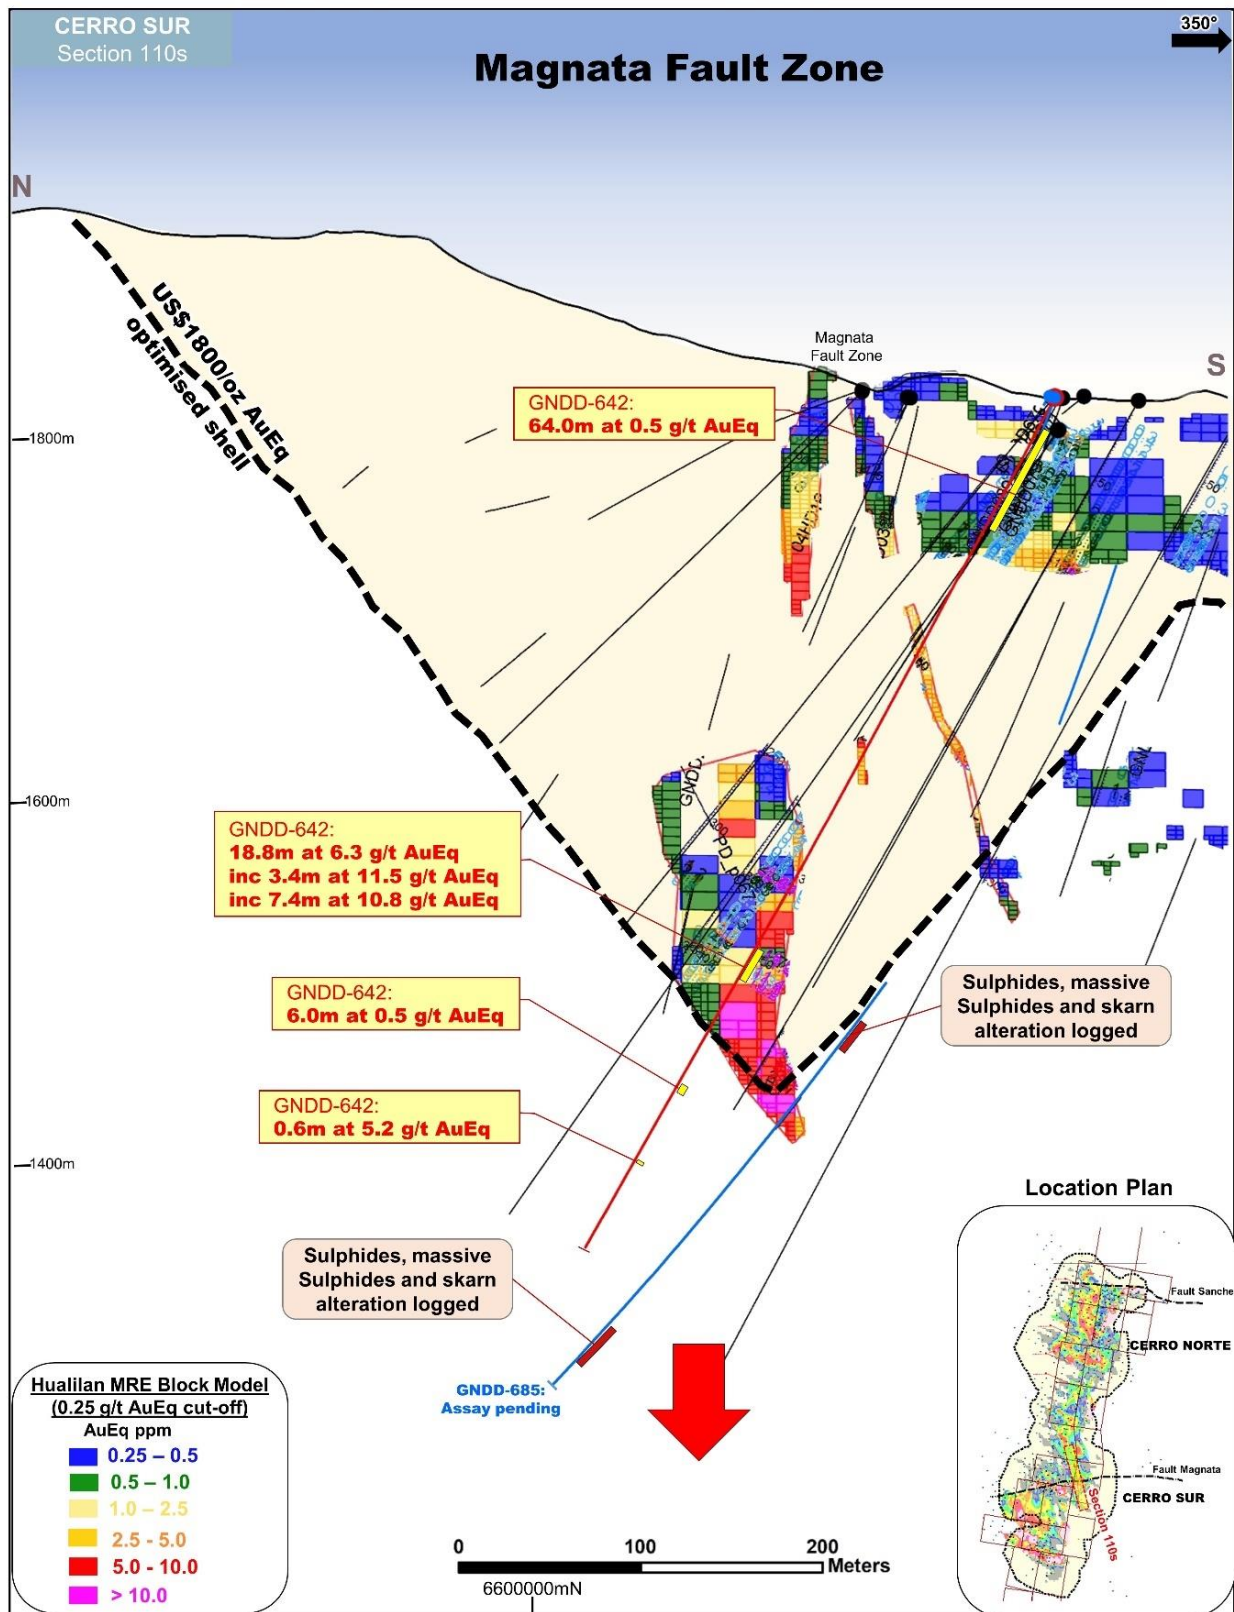 CERRO SUR
Section 110s
350°
Magnata Fault Zone
N
S
US$1800/oz AuEq
optimised shell
Magnata
Fault Zone
GNDD-642:
64.0m at 0.5 g/t AuEq
1800m
04HD10
1600m
GNDD-642:
18.8m at 6.3 g/t AuEq
inc 3.4m at 11.5 g/t AuEq
inc 7.4m at 10.8 g/t AuEq
GNDD-642:
6.0m at 0.5 g/t AuEq
Sulphides, massive
Sulphides and skarn
alteration logged
GNDD-642:
0.6m at 5.2 g/t AuEq
1400m
Sulphides, massive
Sulphides and skarn
alteration logged
GNDD-685:
Assay pending
Location Plan
Fault Sanche
CERRO NORTE
Fault Magnata
CERRO SUR
Section 110s
Hualilan MRE Block Model
(0.25 g/t AuEq cut-off)
AuEq ppm
0.25 – 0.5
0.5 – 1.0
1.0 – 2.5
2.5 - 5.0
5.0 - 10.0
> 10.0
0 100 200
Meters
6600000mN